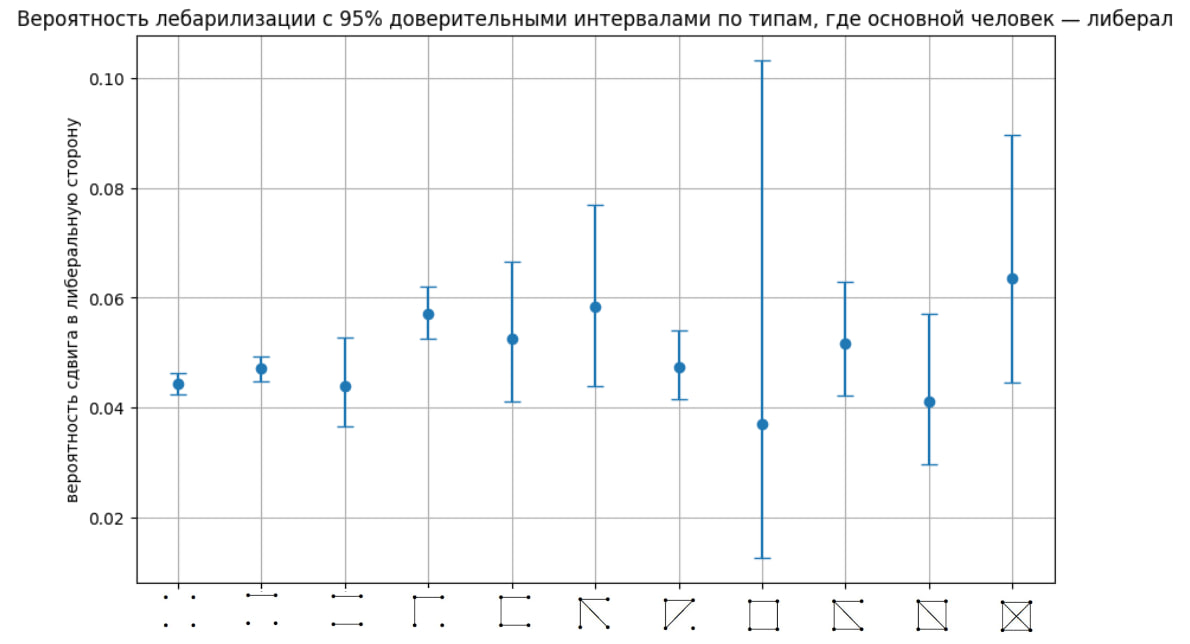 Вероятность лебарилизации с 95% доверительными интервалами по типам, где основной человек — либерал
вероятность сдвига в либеральную сторону
0.10
0.08
0.06
0.04
0.02